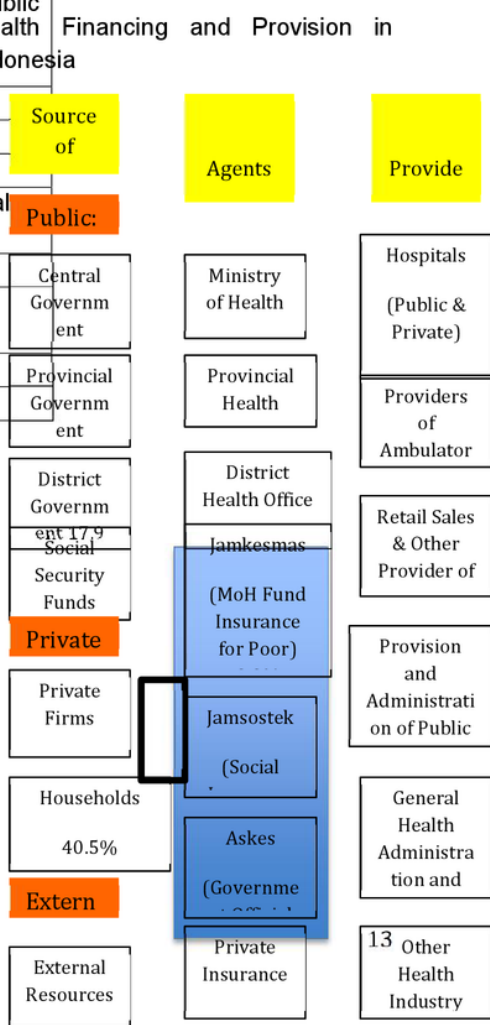 blic
alth Financing and Provision in
donesia
Source
of
Agents
Provide
al
Public:
Central
Governm
ent
Ministry
of Health
Hospitals
(Public &
Private)
Provincial
Governm
ent
Provincial
Health
Providers
of
Ambulator
District
Governm
ent 17.9
District
Health Office
Retail Sales
& Other
Provider of
Social
Security
Funds
Jamkesmas
(MoH Fund
Insurance
for Poor)
Private
Provision
and
Administrati
on of Public
Private
Firms
Jamsostek
(Social
Households
40.5%
General
Health
Administra
tion and
Askes
(Governme
Extern
External
Resources
Private
Insurance
13
Other
Health
Industry